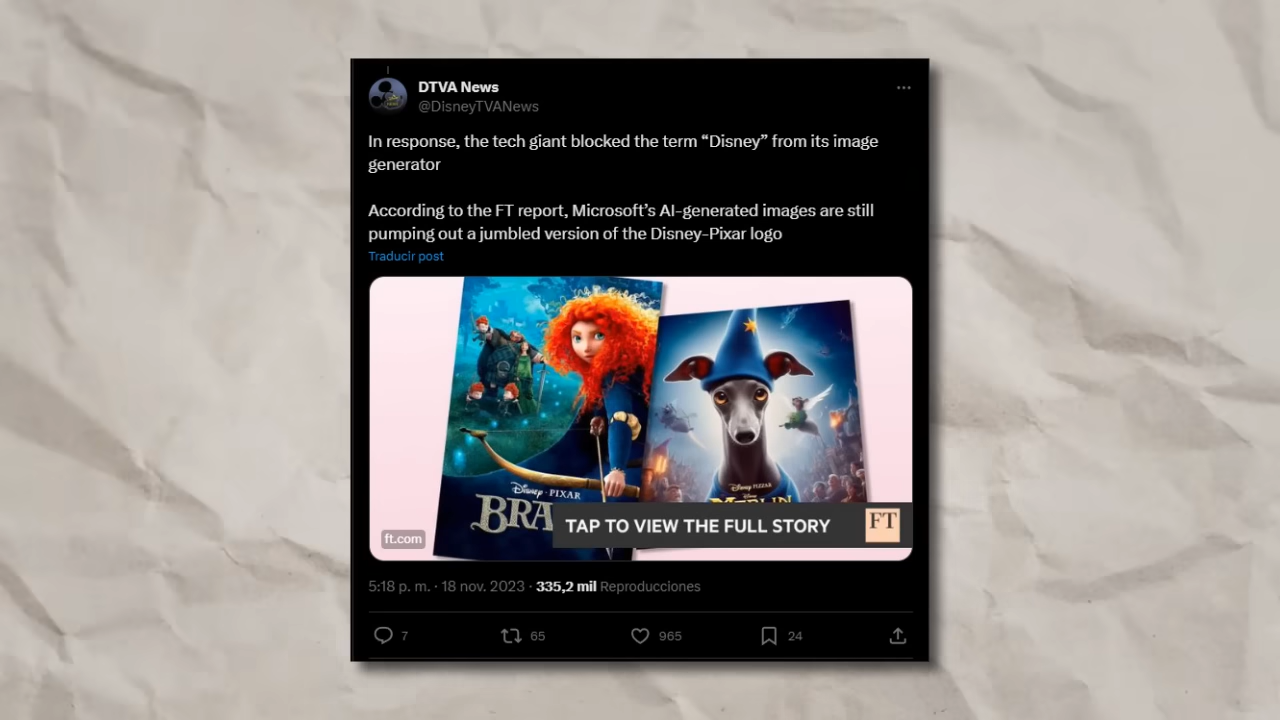 DTVA News
@DisneyTVANews
In response, the tech giant blocked the term “Disney” from its image
generator
According to the FT report, Microsoft’s AI-generated images are still
pumping out a jumbled version of the Disney-Pixar logo
Traducir post
Disney · PIXAR
BRA
Disney PIZZAR
Disney
MERLIN
TAP TO VIEW THE FULL STORY
FT
ft.com
5:18 p. m. · 18 nov. 2023 · 335,2 mil Reproducciones
7 65 965 24